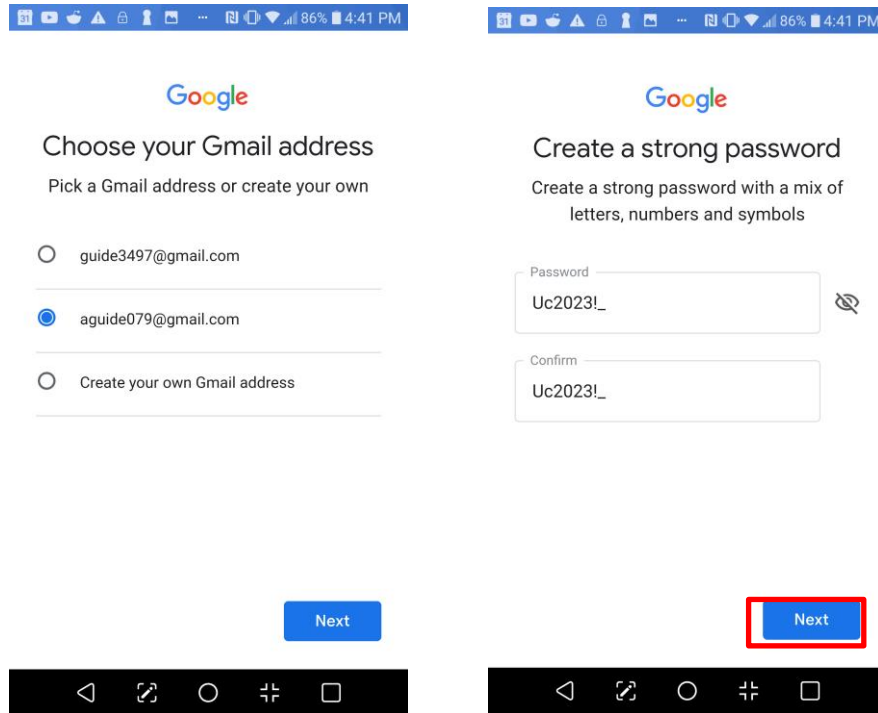 31 86% 4:41 PM
Google
Choose your Gmail address
Pick a Gmail address or create your own
guide3497@gmail.com
aguide079@gmail.com
Create your own Gmail address
Next
31 86% 4:41 PM
Google
Create a strong password
Create a strong password with a mix of
letters, numbers and symbols
Password
Uc2023!_
Confirm
Uc2023!_
Next